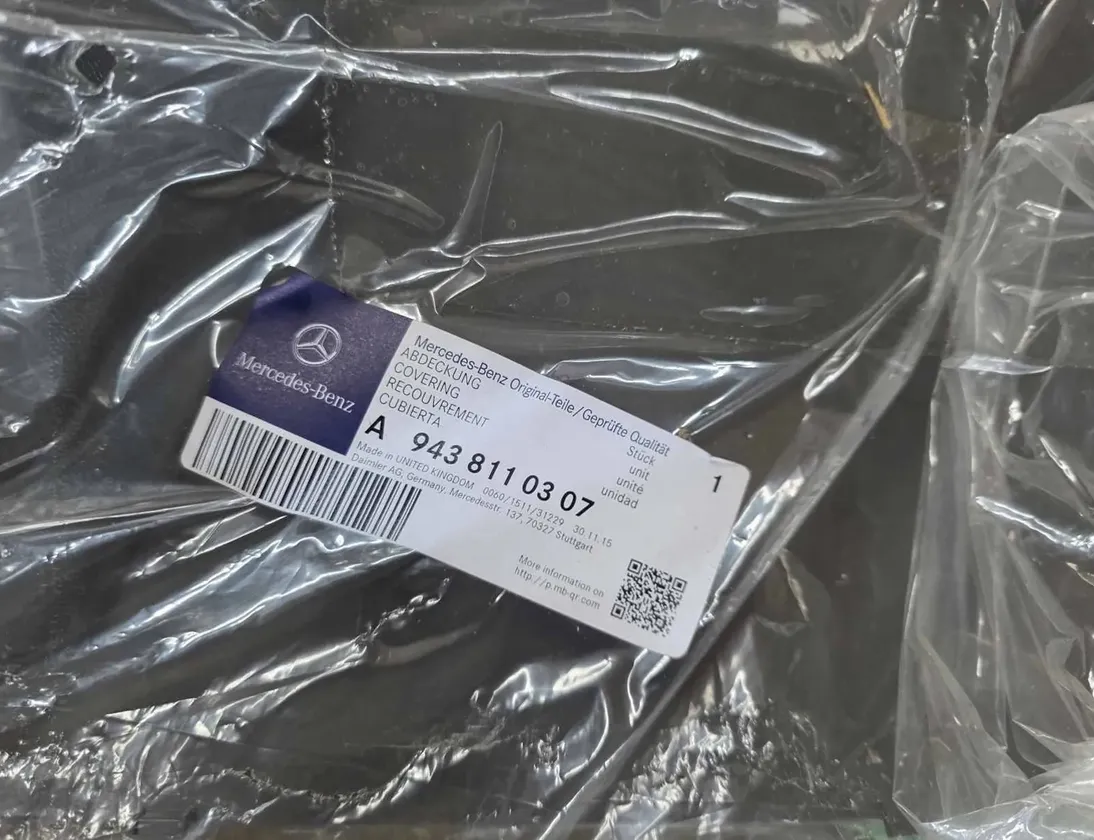 Mercedes-Benz
Mercedes-Benz Original-Teile/Geprüfte Qualität
ABDECKUNG
COVERING
RECOUVREMENT
CUBIERTA
Stück
unit
unité
unidad
1
A 943 811 03 07
Made in UNITED KINGDOM 0060/1511/31229 30.11.15
Daimler AG, Germany, Mercedesstr. 137, 70327 Stuttgart
More information on
http://p.mb-qr.com